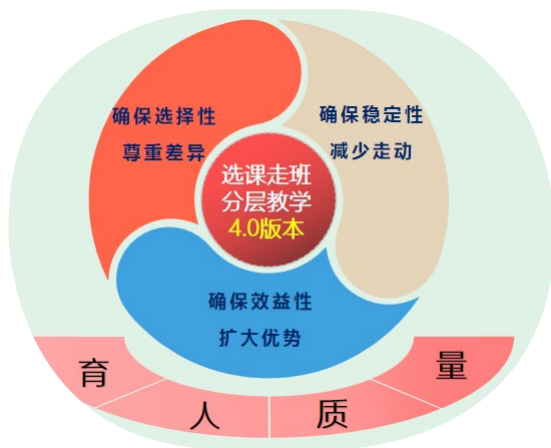 确保选择性
尊重差异
确保稳定性
减少走动
选课走班
分层教学
4.0版本
确保效益性
扩大优势
育人质量